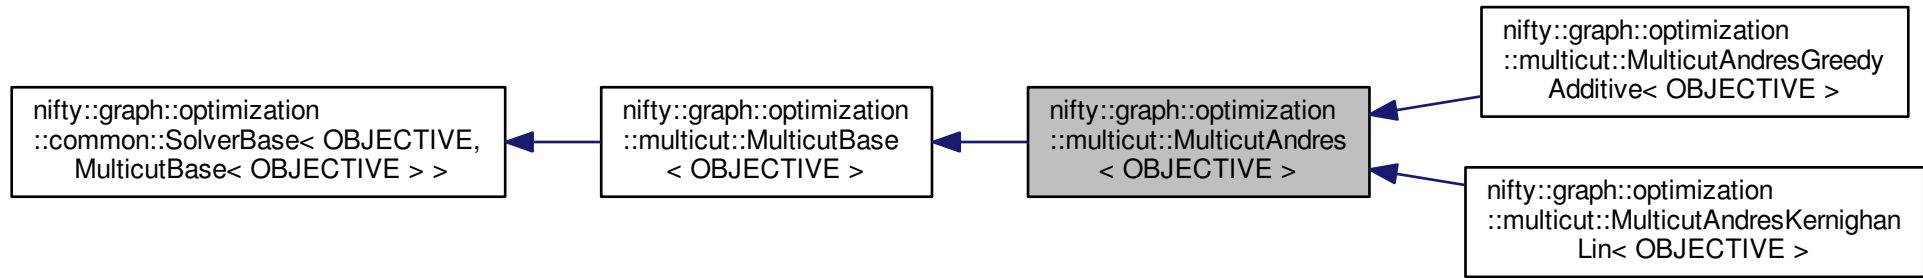 nifty::graph::optimization
::common::SolverBase< OBJECTIVE,
MulticutBase< OBJECTIVE > >
nifty::graph::optimization
::multicut::MulticutBase
< OBJECTIVE >
nifty::graph::optimization
::multicut::MulticutAndres
< OBJECTIVE >
nifty::graph::optimization
::multicut::MulticutAndresGreedy
Additive< OBJECTIVE >
nifty::graph::optimization
::multicut::MulticutAndresKernighan
Lin< OBJECTIVE >